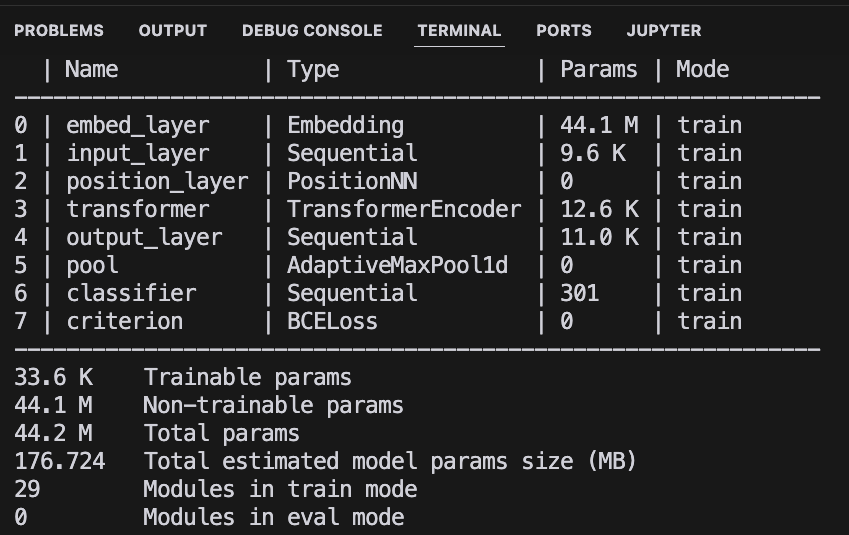 PROBLEMS OUTPUT DEBUG CONSOLE TERMINAL PORTS JUPYTER
| Name | Type | Params | Mode
0 | embed_layer | Embedding | 44.1 M | train
1 | input_layer | Sequential | 9.6 K | train
2 | position_layer | PositionNN | 0 | train
3 | transformer | TransformerEncoder | 12.6 K | train
4 | output_layer | Sequential | 11.0 K | train
5 | pool | AdaptiveMaxPool1d | 0 | train
6 | classifier | Sequential | 301 | train
7 | criterion | BCELoss | 0 | train
33.6 K Trainable params
44.1 M Non-trainable params
44.2 M Total params
176.724 Total estimated model params size (MB)
29 Modules in train mode
0 Modules in eval mode